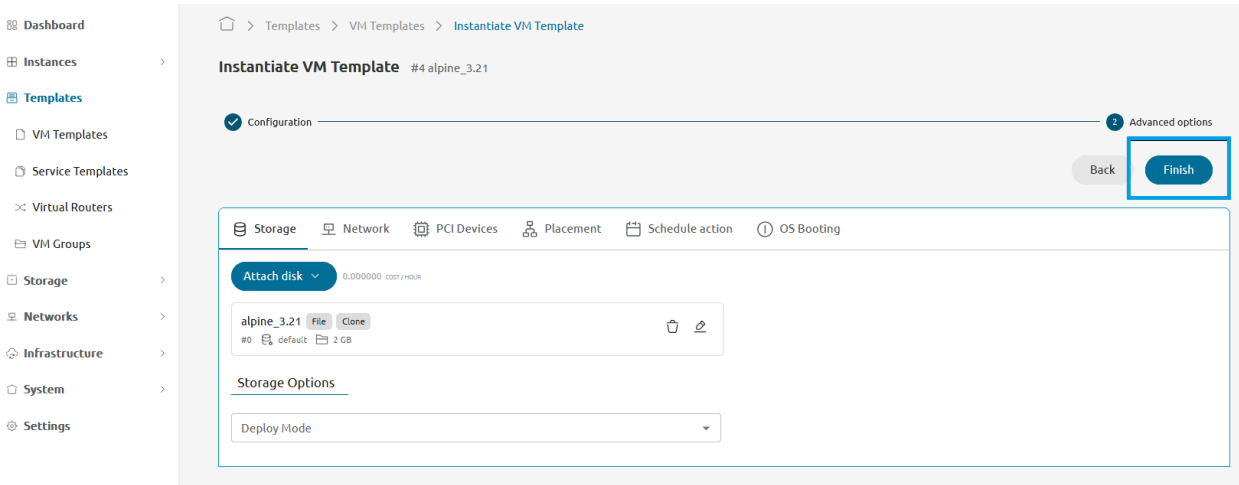 Dashboard
Instances
Templates
VM Templates
Service Templates
Virtual Routers
VM Groups
Storage
Networks
Infrastructure
System
Settings
> Templates > VM Templates > Instantiate VM Template
Instantiate VM Template #4 alpine_3.21
Configuration
2 Advanced options
Back Finish
Storage Network PCI Devices Placement Schedule action OS Booting
Attach disk 0.000000 COST/HOUR
alpine_3.21 File Clone
#0 default 2 GB
Storage Options
Deploy Mode